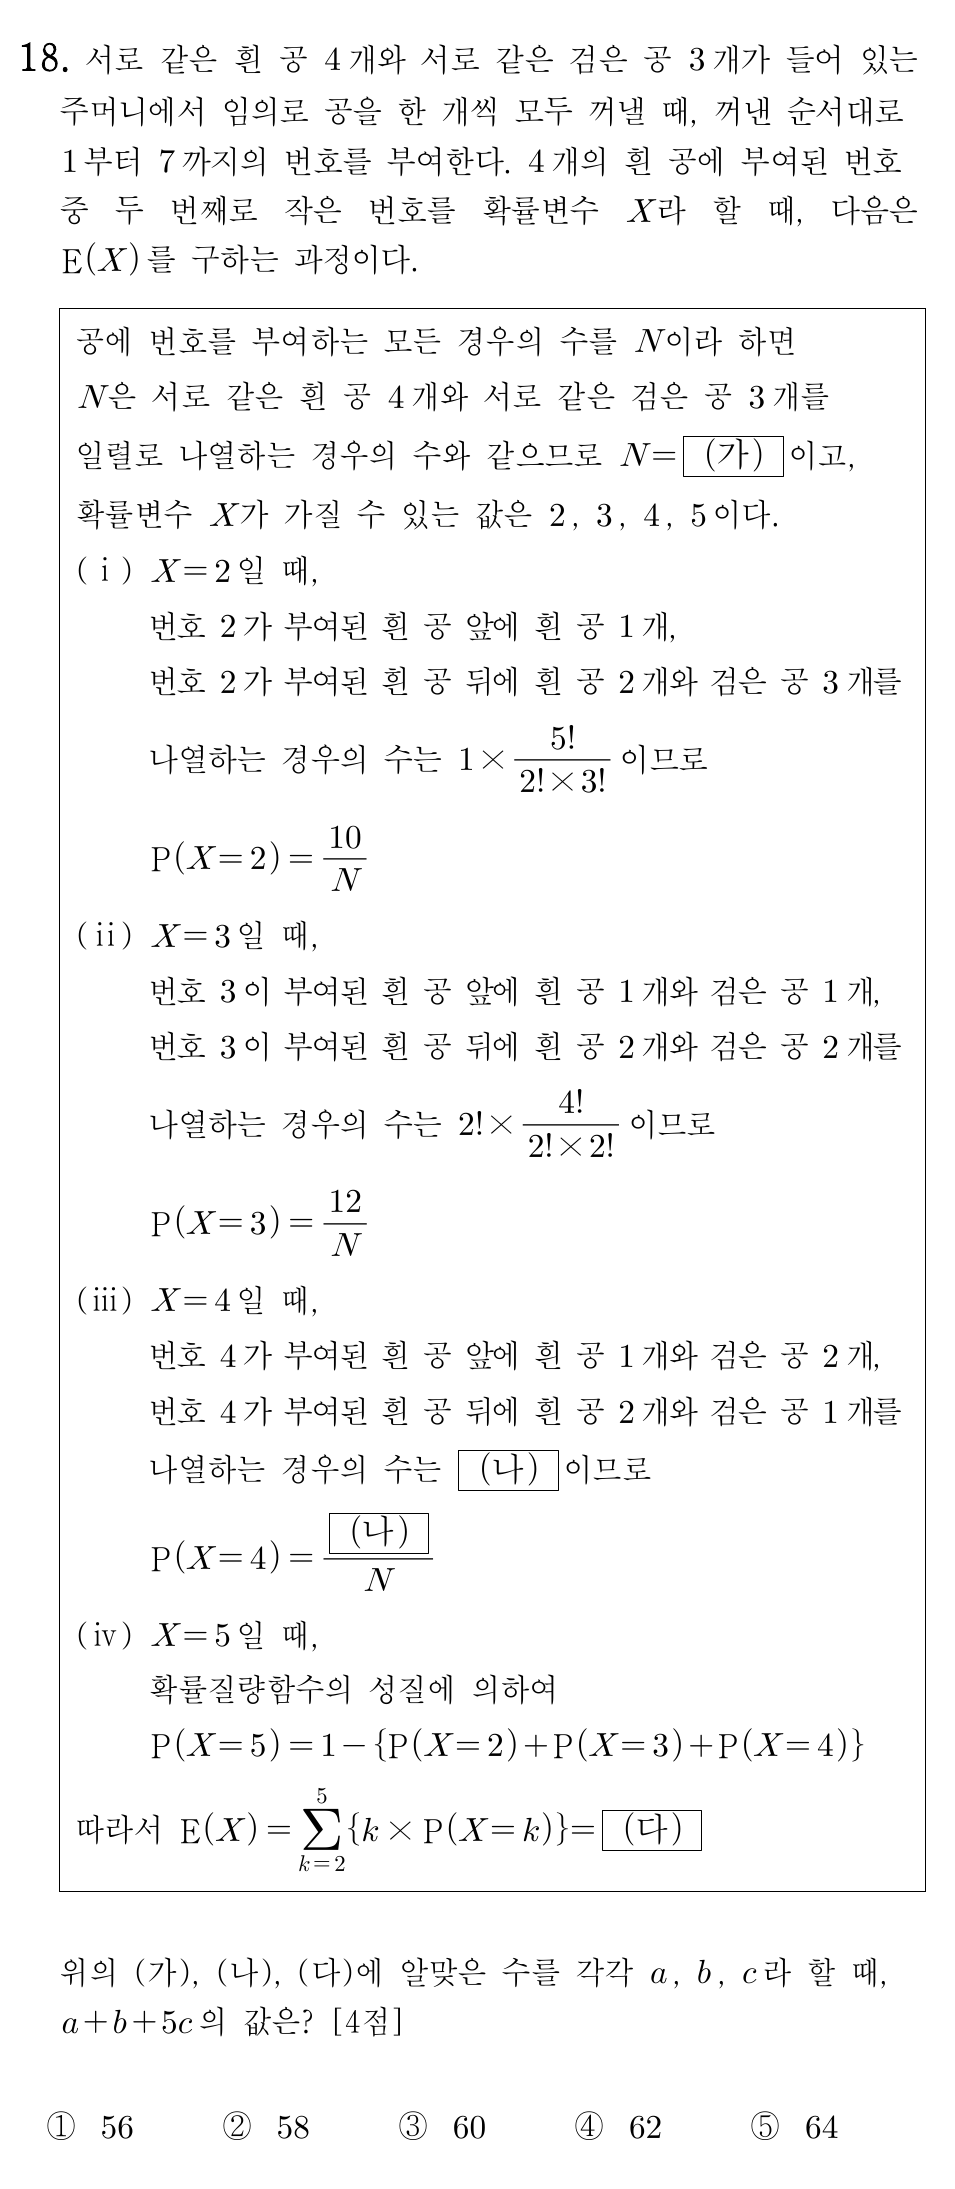 18. 서로 같은 흰 공 4개와 서로 같은 검은 공 3개가 들어 있는
주머니에서 임의로 공을 한 개씩 모두 꺼낼 때, 꺼낸 순서대로
1부터 7까지의 번호를 부여한다. 4개의 흰 공에 부여된 번호
중 두 번째로 작은 번호를 확률변수 X라 할 때, 다음은
E(X)를 구하는 과정이다.
공에 번호를 부여하는 모든 경우의 수를 N이라 하면
N은 서로 같은 흰 공 4개와 서로 같은 검은 공 3개를
일렬로 나열하는 경우의 수와 같으므로 N= (가) 이고,
확률변수 X가 가질 수 있는 값은 2, 3, 4, 5이다.
(ⅰ) X=2일 때,
번호 2가 부여된 흰 공 앞에 흰 공 1개,
번호 2가 부여된 흰 공 뒤에 흰 공 2개와 검은 공 3개를
나열하는 경우의 수는 1×5!/(2!×3!) 이므로
P(X=2)=10/N
(ⅱ) X=3일 때,
번호 3이 부여된 흰 공 앞에 흰 공 1개와 검은 공 1개,
번호 3이 부여된 흰 공 뒤에 흰 공 2개와 검은 공 2개를
나열하는 경우의 수는 2!×4!/(2!×2!) 이므로
P(X=3)=12/N
(ⅲ) X=4일 때,
번호 4가 부여된 흰 공 앞에 흰 공 1개와 검은 공 2개,
번호 4가 부여된 흰 공 뒤에 흰 공 2개와 검은 공 1개를
나열하는 경우의 수는 (나) 이므로
P(X=4)=(나)/N
(ⅳ) X=5일 때,
확률질량함수의 성질에 의하여
P(X=5)=1-{P(X=2)+P(X=3)+P(X=4)}
따라서 E(X)=∑_{k=2}^{5}{k×P(X=k)}= (다)
위의 (가), (나), (다)에 알맞은 수를 각각 a, b, c라 할 때,
a+b+5c의 값은? [4점]
① 56 ② 58 ③ 60 ④ 62 ⑤ 64